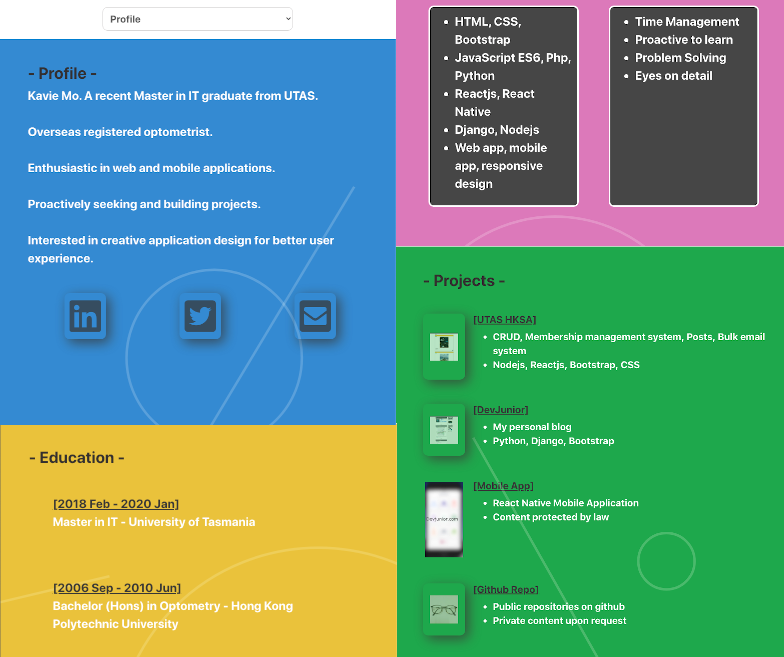 Profile
- Profile -
Kavie Mo. A recent Master in IT graduate from UTAS.
Overseas registered optometrist.
Enthusiastic in web and mobile applications.
Proactively seeking and building projects.
Interested in creative application design for better user
experience.
- Education -
[2018 Feb - 2020 Jan]
Master in IT - University of Tasmania
[2006 Sep - 2010 Jun]
Bachelor (Hons) in Optometry - Hong Kong
Polytechnic University
HTML, CSS,
Bootstrap
JavaScript ES6, Php,
Python
Reactjs, React
Native
Django, Nodejs
Web app, mobile
app, responsive
design
Time Management
Proactive to learn
Problem Solving
Eyes on detail
- Projects -
[UTAS HKSA]
CRUD, Membership management system, Posts, Bulk email
system
Nodejs, Reactjs, Bootstrap, CSS
[DevJunior]
My personal blog
Python, Django, Bootstrap
[Mobile App]
React Native Mobile Application
Content protected by law
Devjunior.com
[Github Repo]
Public repositories on github
Private content upon request